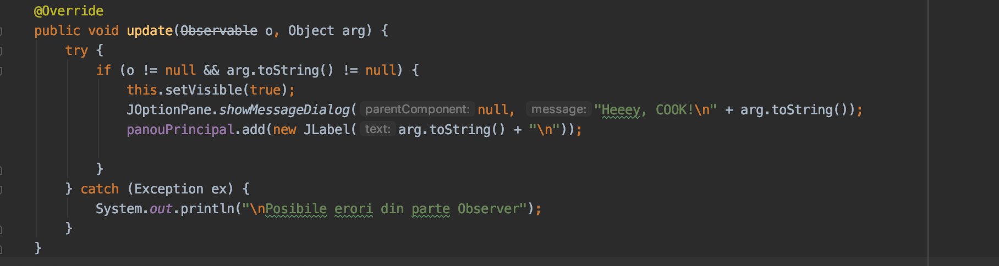 @Override
public void update(Observable o, Object arg) {
try {
if (o != null && arg.toString() != null) {
this.setVisible(true);
JOptionPane.showMessageDialog( parentComponent: null, message: "Heeey, COOK!\n" + arg.toString());
panouPrincipal.add(new JLabel( text: arg.toString() + "\n"));
}
} catch (Exception ex) {
System.out.println("\nPosibile erori din parte Observer");
}
}